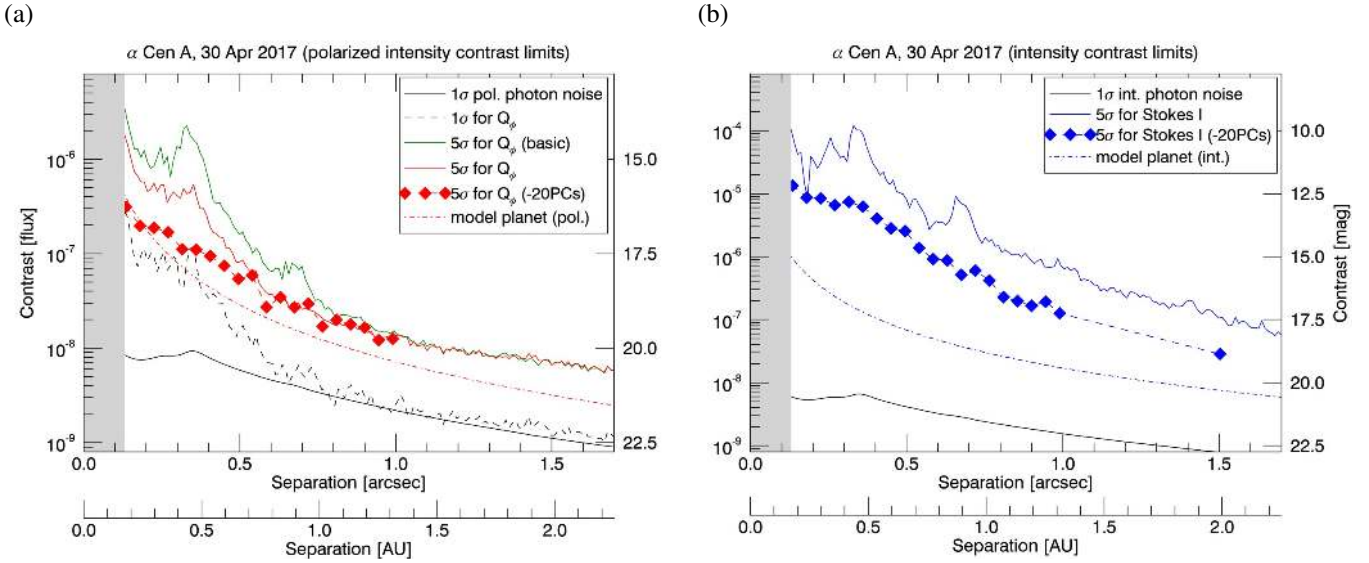 (a)
α Cen A, 30 Apr 2017 (polarized intensity contrast limits)
1σ pol. photon noise
1σ for Qϕ
5σ for Qϕ (basic)
5σ for Qϕ
5σ for Qϕ (-20PCs)
model planet (pol.)
Contrast [flux]
10⁻⁶
10⁻⁷
10⁻⁸
10⁻⁹
15.0
17.5
20.0
22.5
0.0 0.5 1.0 1.5
Separation [arcsec]
0.0 0.5 1.0 1.5 2.0
Separation [AU]
(b)
α Cen A, 30 Apr 2017 (intensity contrast limits)
1σ int. photon noise
5σ for Stokes I
5σ for Stokes I (-20PCs)
model planet (int.)
10⁻⁴
10⁻⁵
10⁻⁶
10⁻⁷
10⁻⁸
10⁻⁹
10.0
12.5
15.0
17.5
20.0
22.5
Contrast [mag]
0.0 0.5 1.0 1.5
Separation [arcsec]
0.0 0.5 1.0 1.5 2.0
Separation [AU]